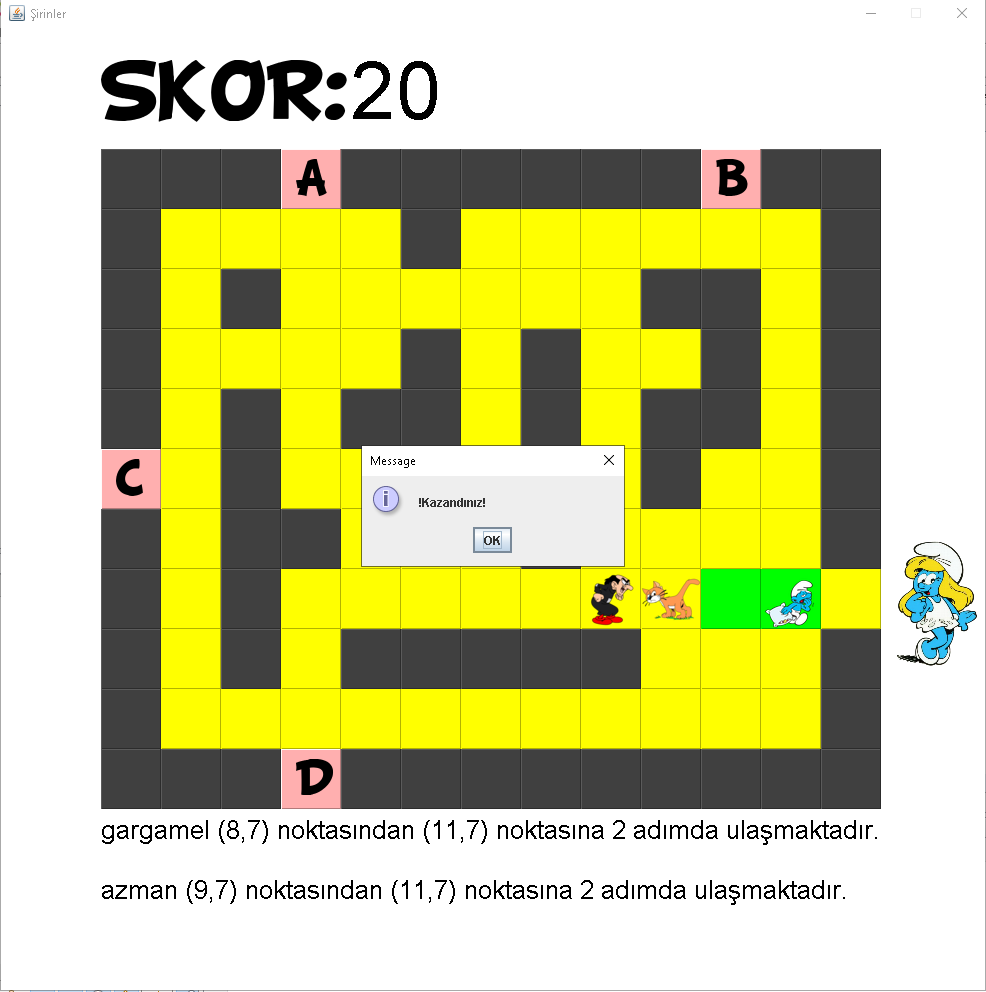 Şirinler
SKOR:20
A
B
Message
C
i
!Kazandınız!
OK
D
gargamel (8,7) noktasından (11,7) noktasına 2 adımda ulaşmaktadır.
azman (9,7) noktasından (11,7) noktasına 2 adımda ulaşmaktadır.